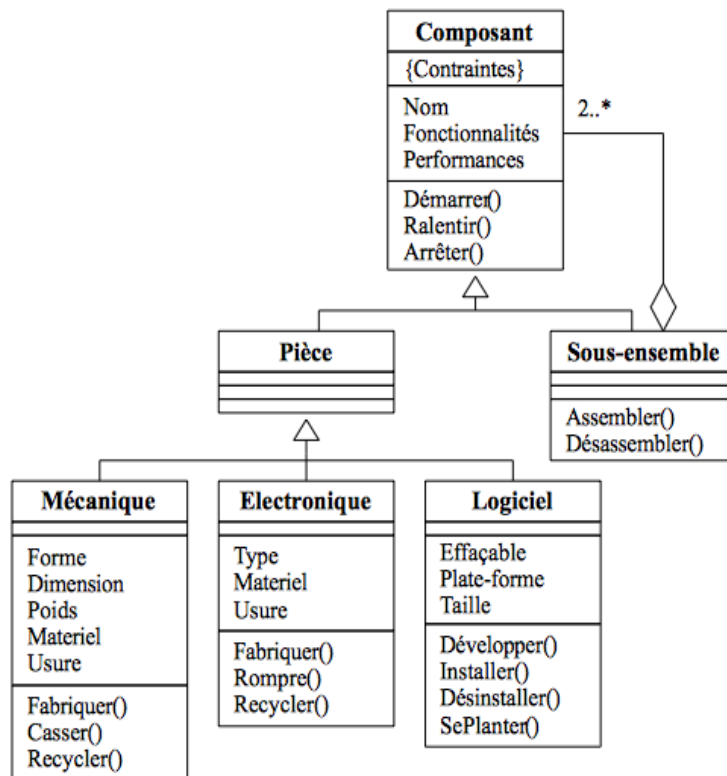 Composant
{Contraintes}
Nom
Fonctionnalités
Performances
Démarrer()
Ralentir()
Arrêter()
2..*
Pièce
Sous-ensemble
Assembler()
Désassembler()
Mécanique
Forme
Dimension
Poids
Materiel
Usure
Fabriquer()
Casser()
Recycler()
Electronique
Type
Materiel
Usure
Fabriquer()
Rompre()
Recycler()
Logiciel
Effaçable
Plate-forme
Taille
Développer()
Installer()
Désinstaller()
SePlanter()